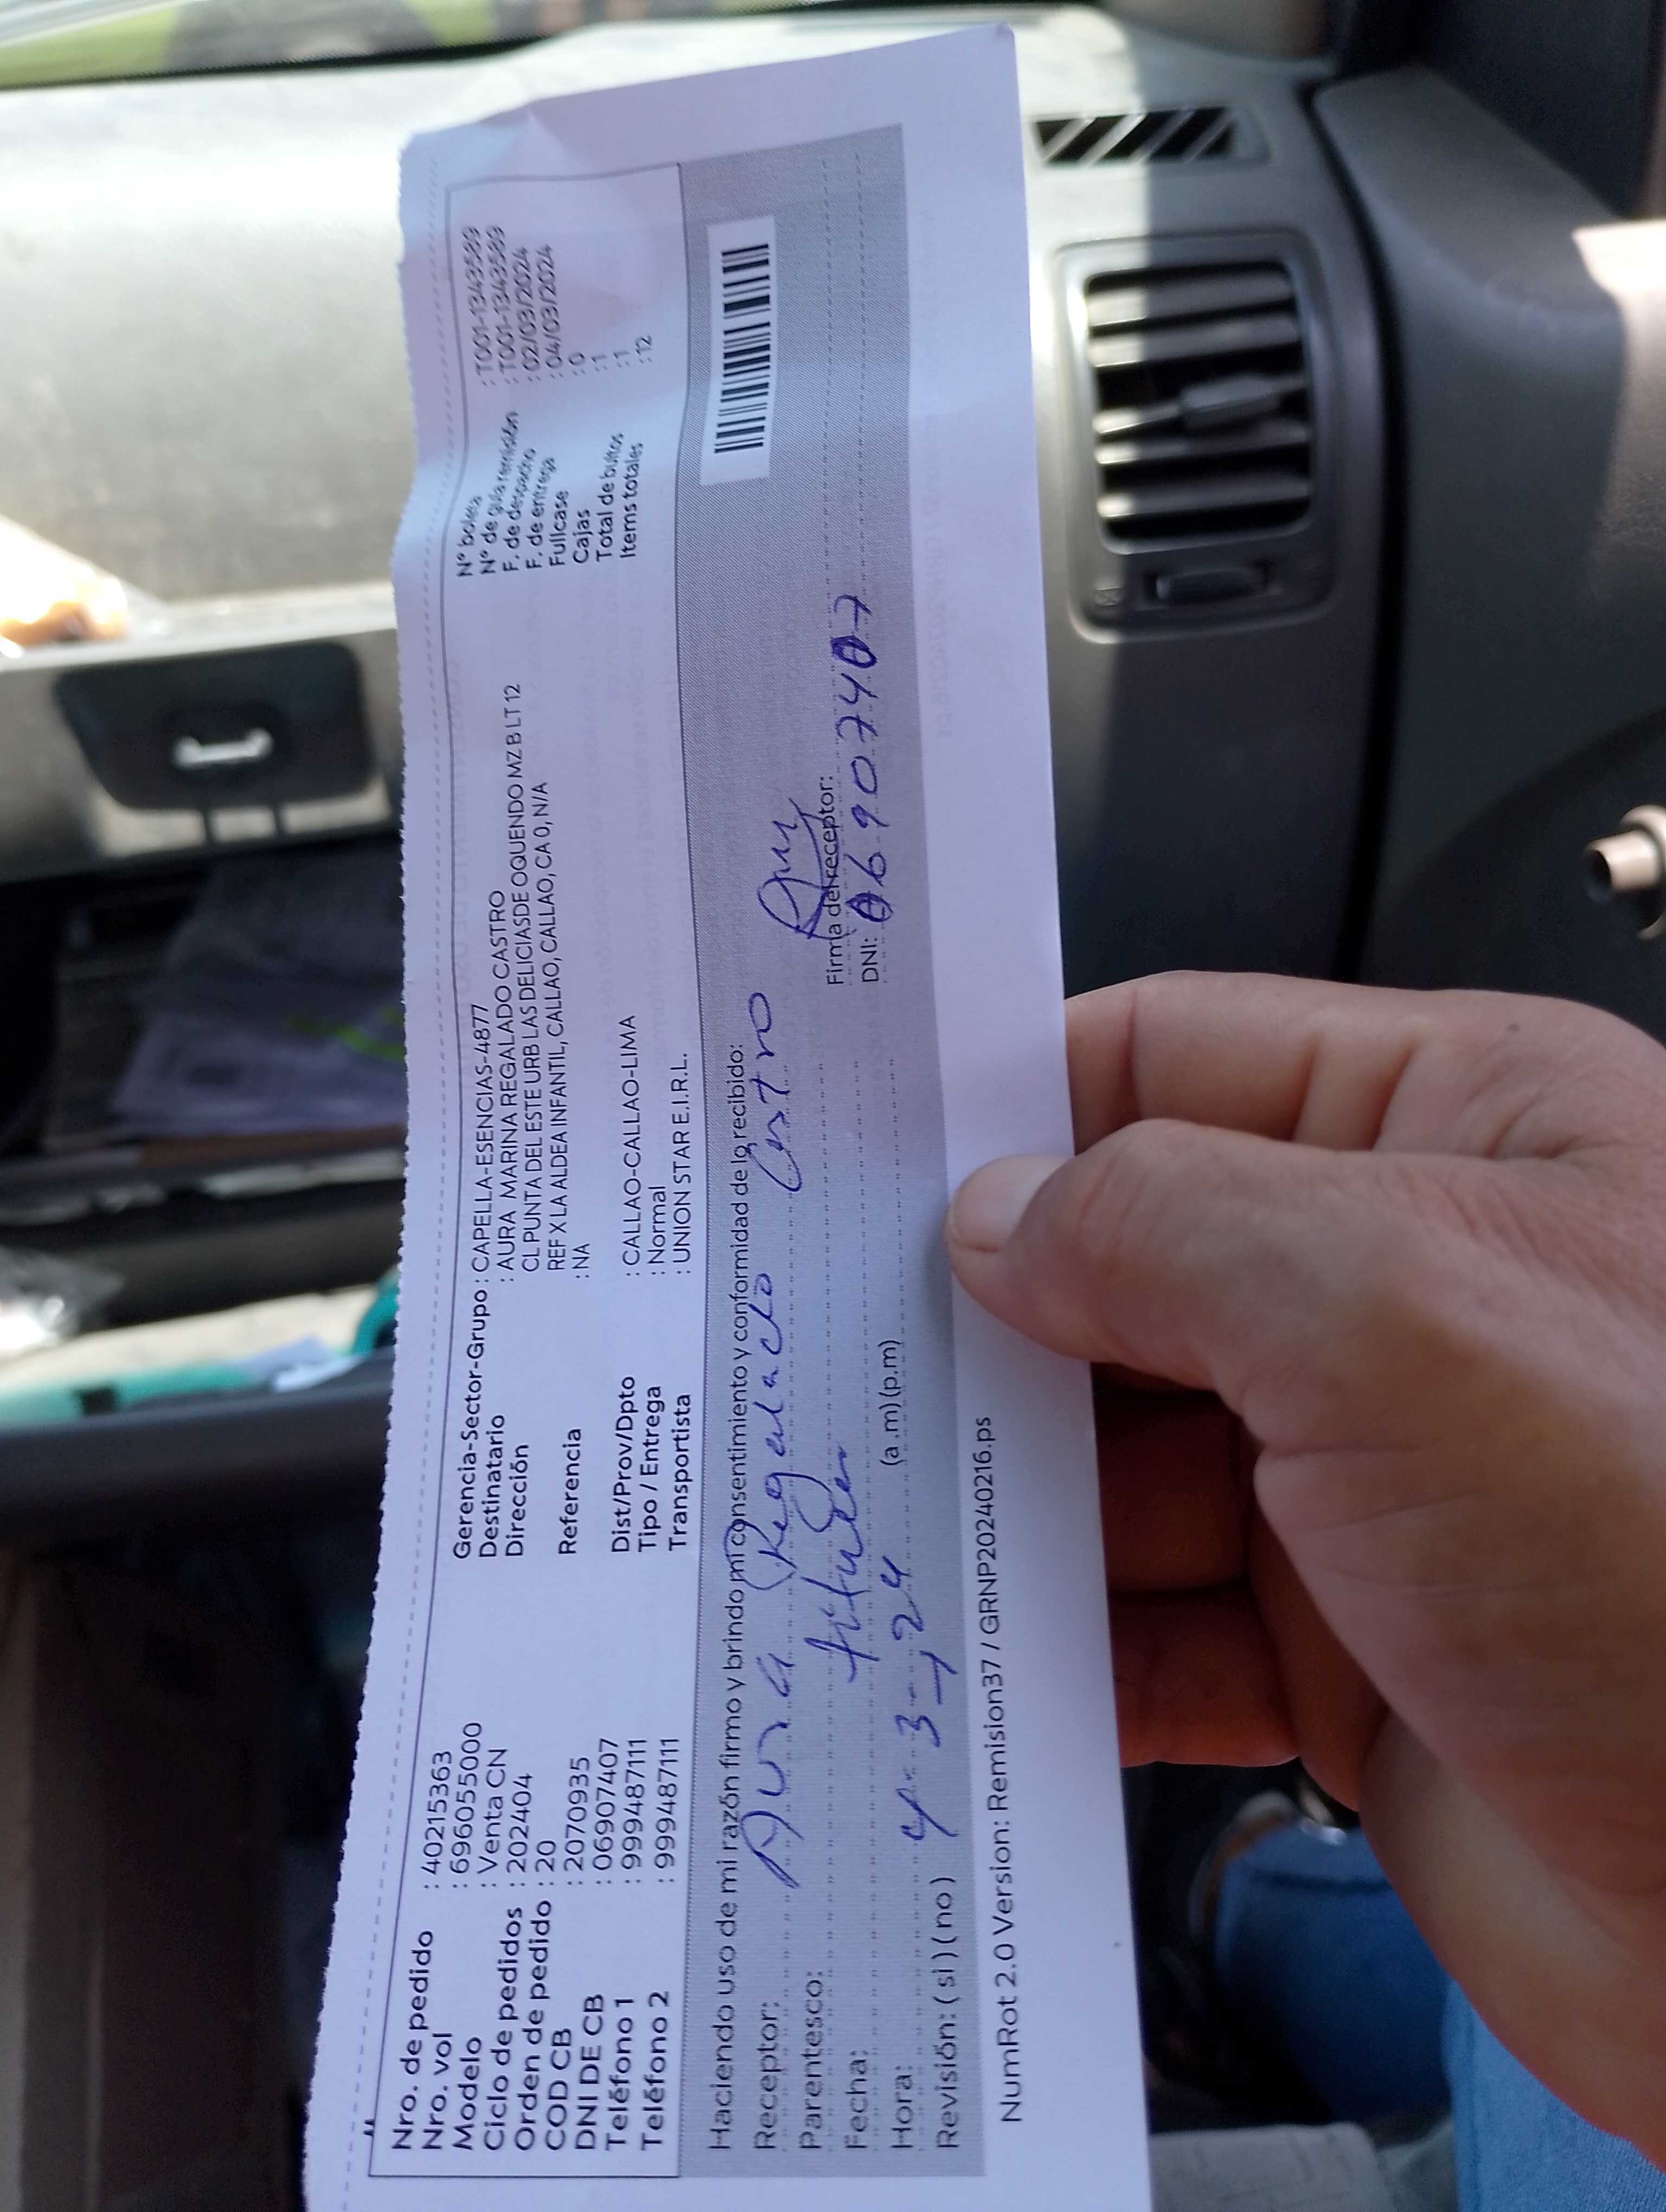 Nro. de pedido : 40215363
Nro. vol : 696055000
Modelo : Venta CN
Ciclo de pedidos : 202404
Orden de pedido : 20
COD CB : 2070935
DNI DE CB : 06907407
Teléfono 1 : 999487111
Teléfono 2 : 999487111
Gerencia-Sector-Grupo : CAPELLA-ESENCIAS-4877
Destinatario : AURA MARINA REGALADO CASTRO
Dirección CL PUNTA DEL ESTE URB LAS DELICIAS DE OQUENDO MZ B LT 12
REF X LA ALDEA INFANTIL, CALLAO, CALLAO, CA 0, N/A
Referencia : NA
Dist/Prov/Dpto : CALLAO-CALLAO-LIMA
Tipo / Entrega : Normal
Transportista : UNION STAR E.I.R.L.
N° boleta : T001-1343589
N° de guía remisión : T001-1343589
F. de despacho : 02/03/2024
F. de entrega : 04/03/2024
Fullcase : 0
Cajas : 1
Total de bultos : 1
Items totales : 12
Haciendo uso de mi razón firmo y brindo mi consentimiento y conformidad de lo recibido:
Receptor: Aura Regalado Castro
Parentesco: titular
Fecha: 4-3-24
Hora: (a.m) (p.m)
Revisión: ( si ) ( no )
Firma del receptor:
DNI: 06907407
NumRot 2.0 Version: Remision37 / GRNP20240216.ps